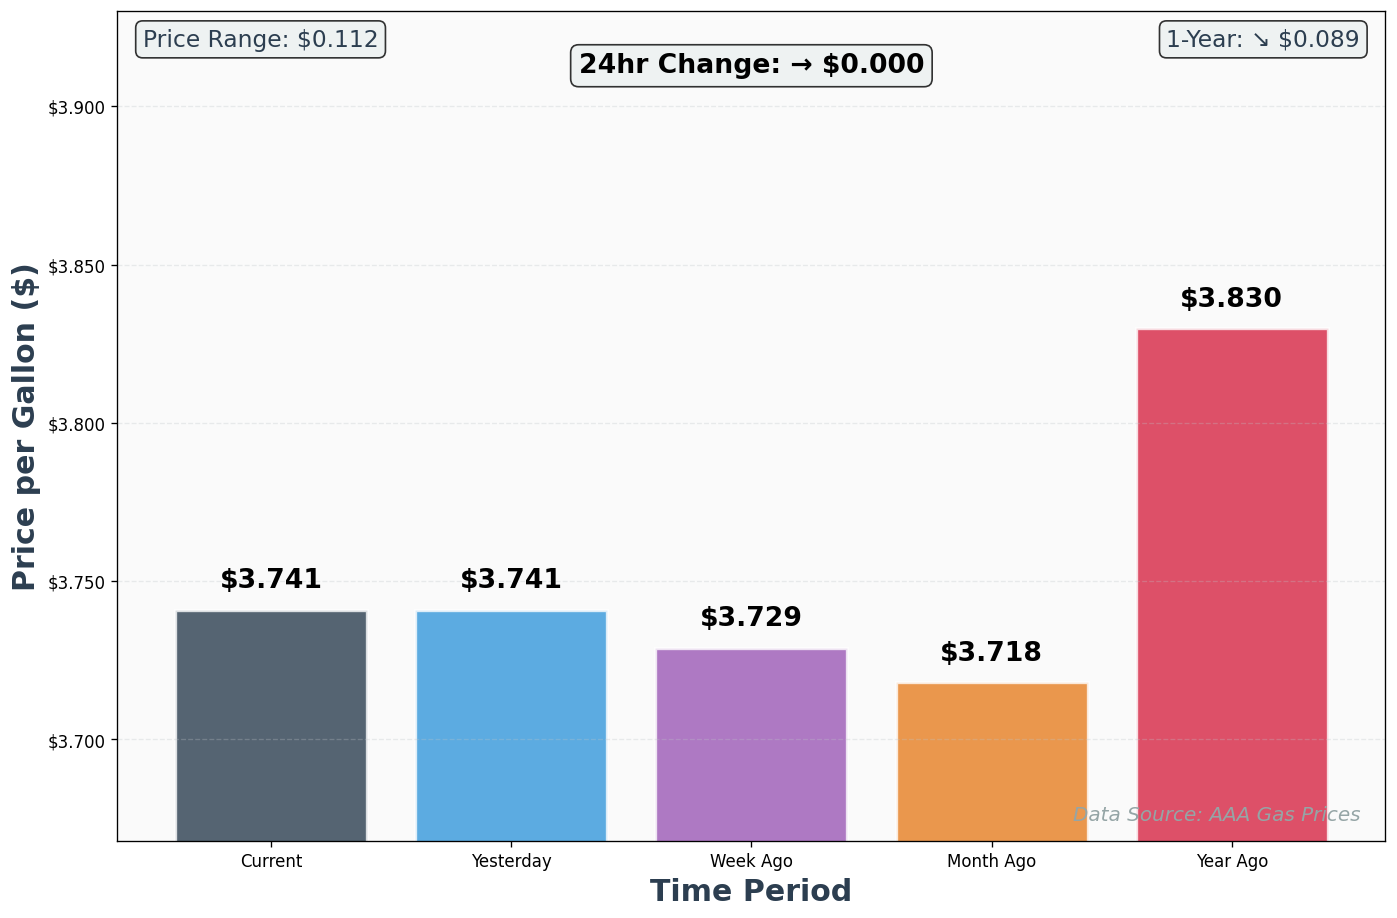 Price Range: $0.112
24hr Change: → $0.000
1-Year: ↘ $0.089
Price per Gallon ($)
$3.900
$3.850
$3.800
$3.750
$3.700
$3.741
$3.741
$3.729
$3.718
$3.830
Data Source: AAA Gas Prices
Current
Yesterday
Week Ago
Month Ago
Year Ago
Time Period